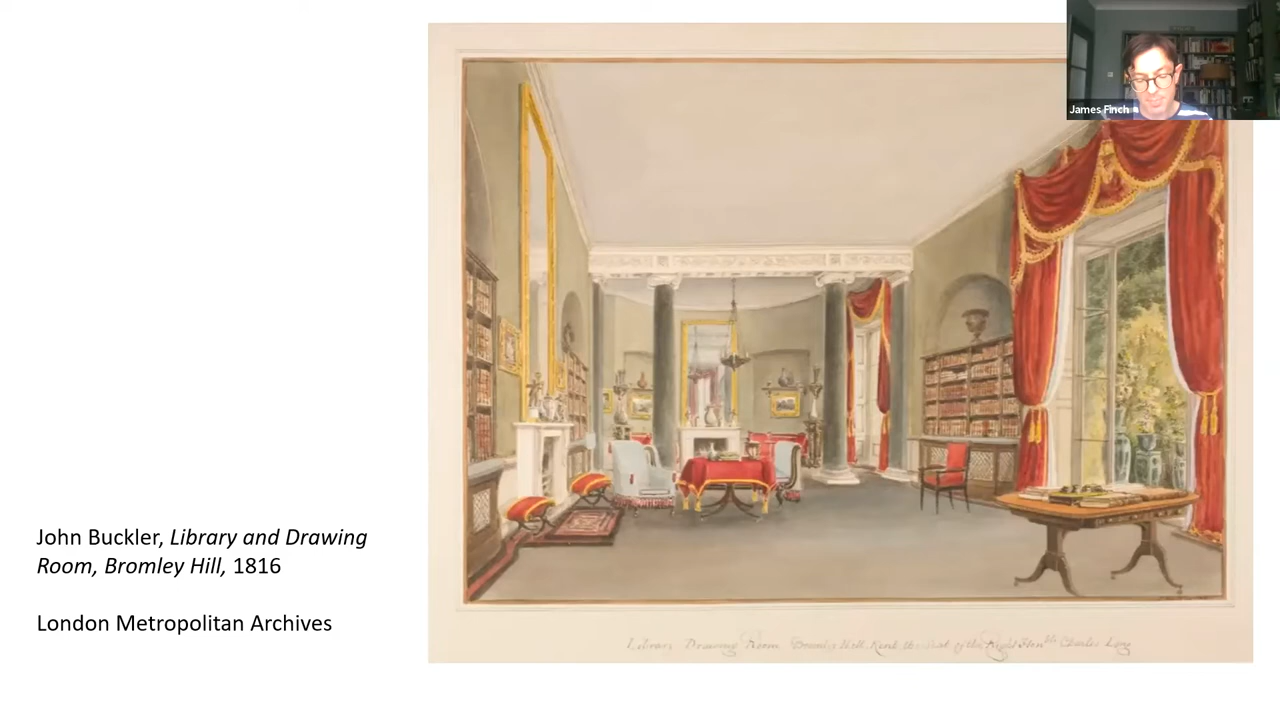 James Finch
John Buckler, Library and Drawing
Room, Bromley Hill, 1816
London Metropolitan Archives
Library Drawing Room Bromley Hill Kent the Seat of the Right Honble Charles Long